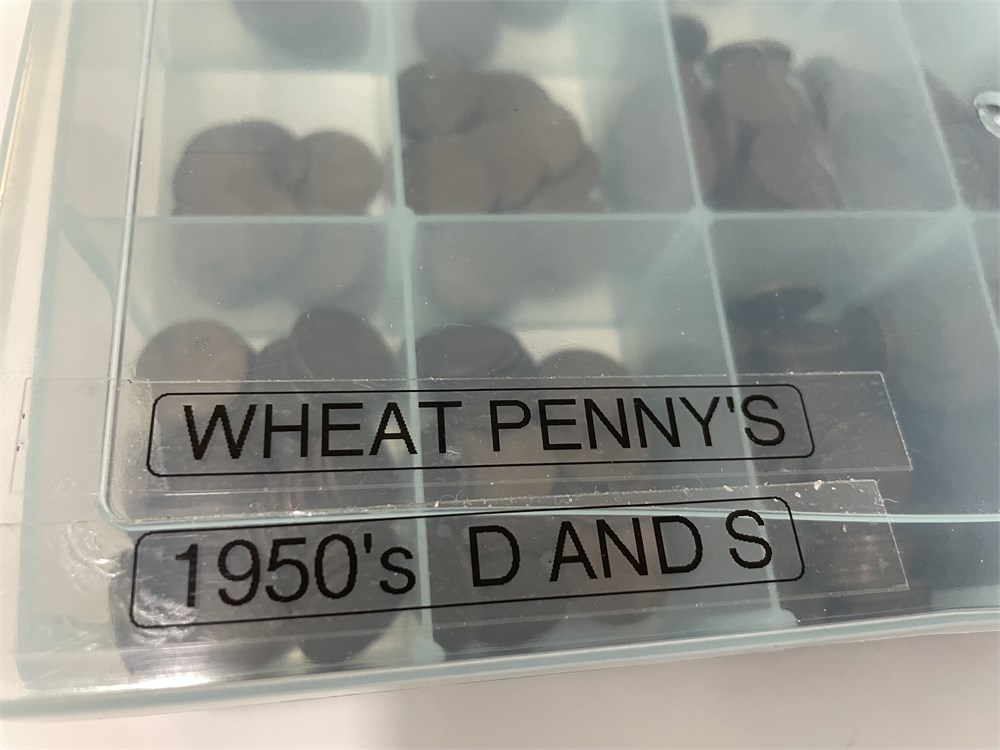 WHEAT PENNY'S
1950's D AND S